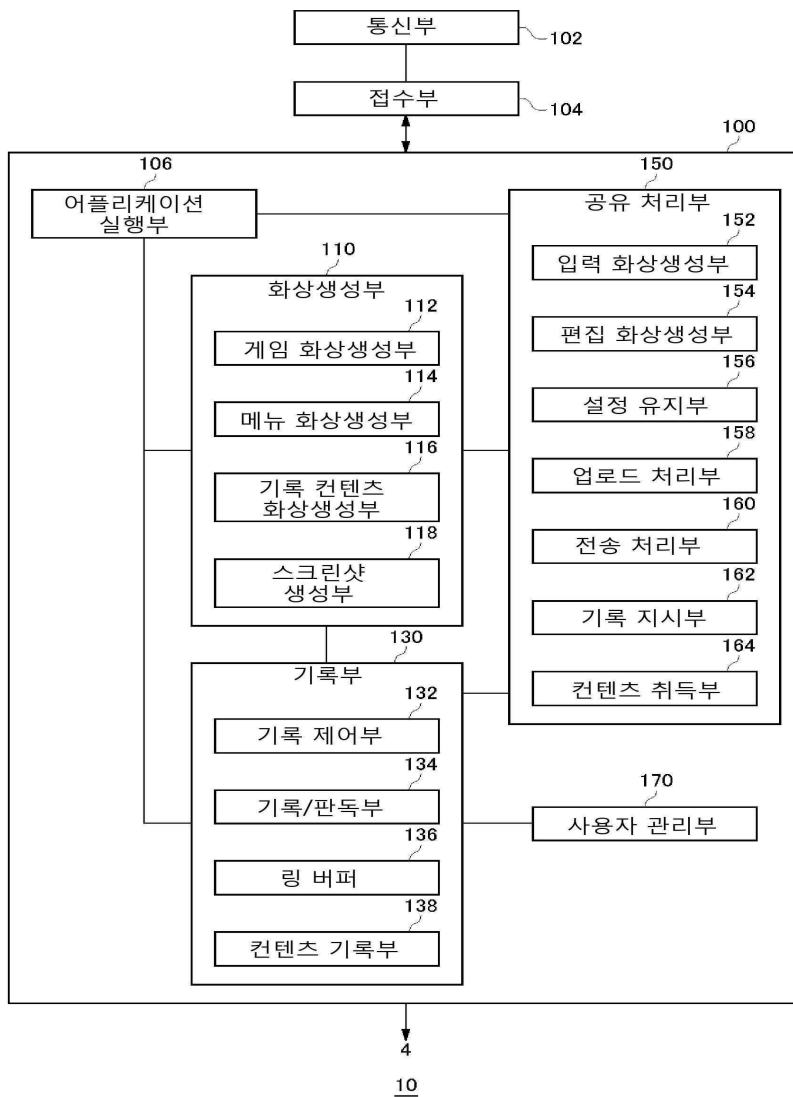 통신부
102
접수부
104
100
106
어플리케이션
실행부
150
공유 처리부
152
입력 화상생성부
154
편집 화상생성부
156
설정 유지부
158
업로드 처리부
160
전송 처리부
162
기록 지시부
164
컨텐츠 취득부
110
화상생성부
112
게임 화상생성부
114
메뉴 화상생성부
116
기록 컨텐츠
화상생성부
118
스크린샷
생성부
130
기록부
132
기록 제어부
134
기록/판독부
136
링 버퍼
138
컨텐츠 기록부
170
사용자 관리부
4
10